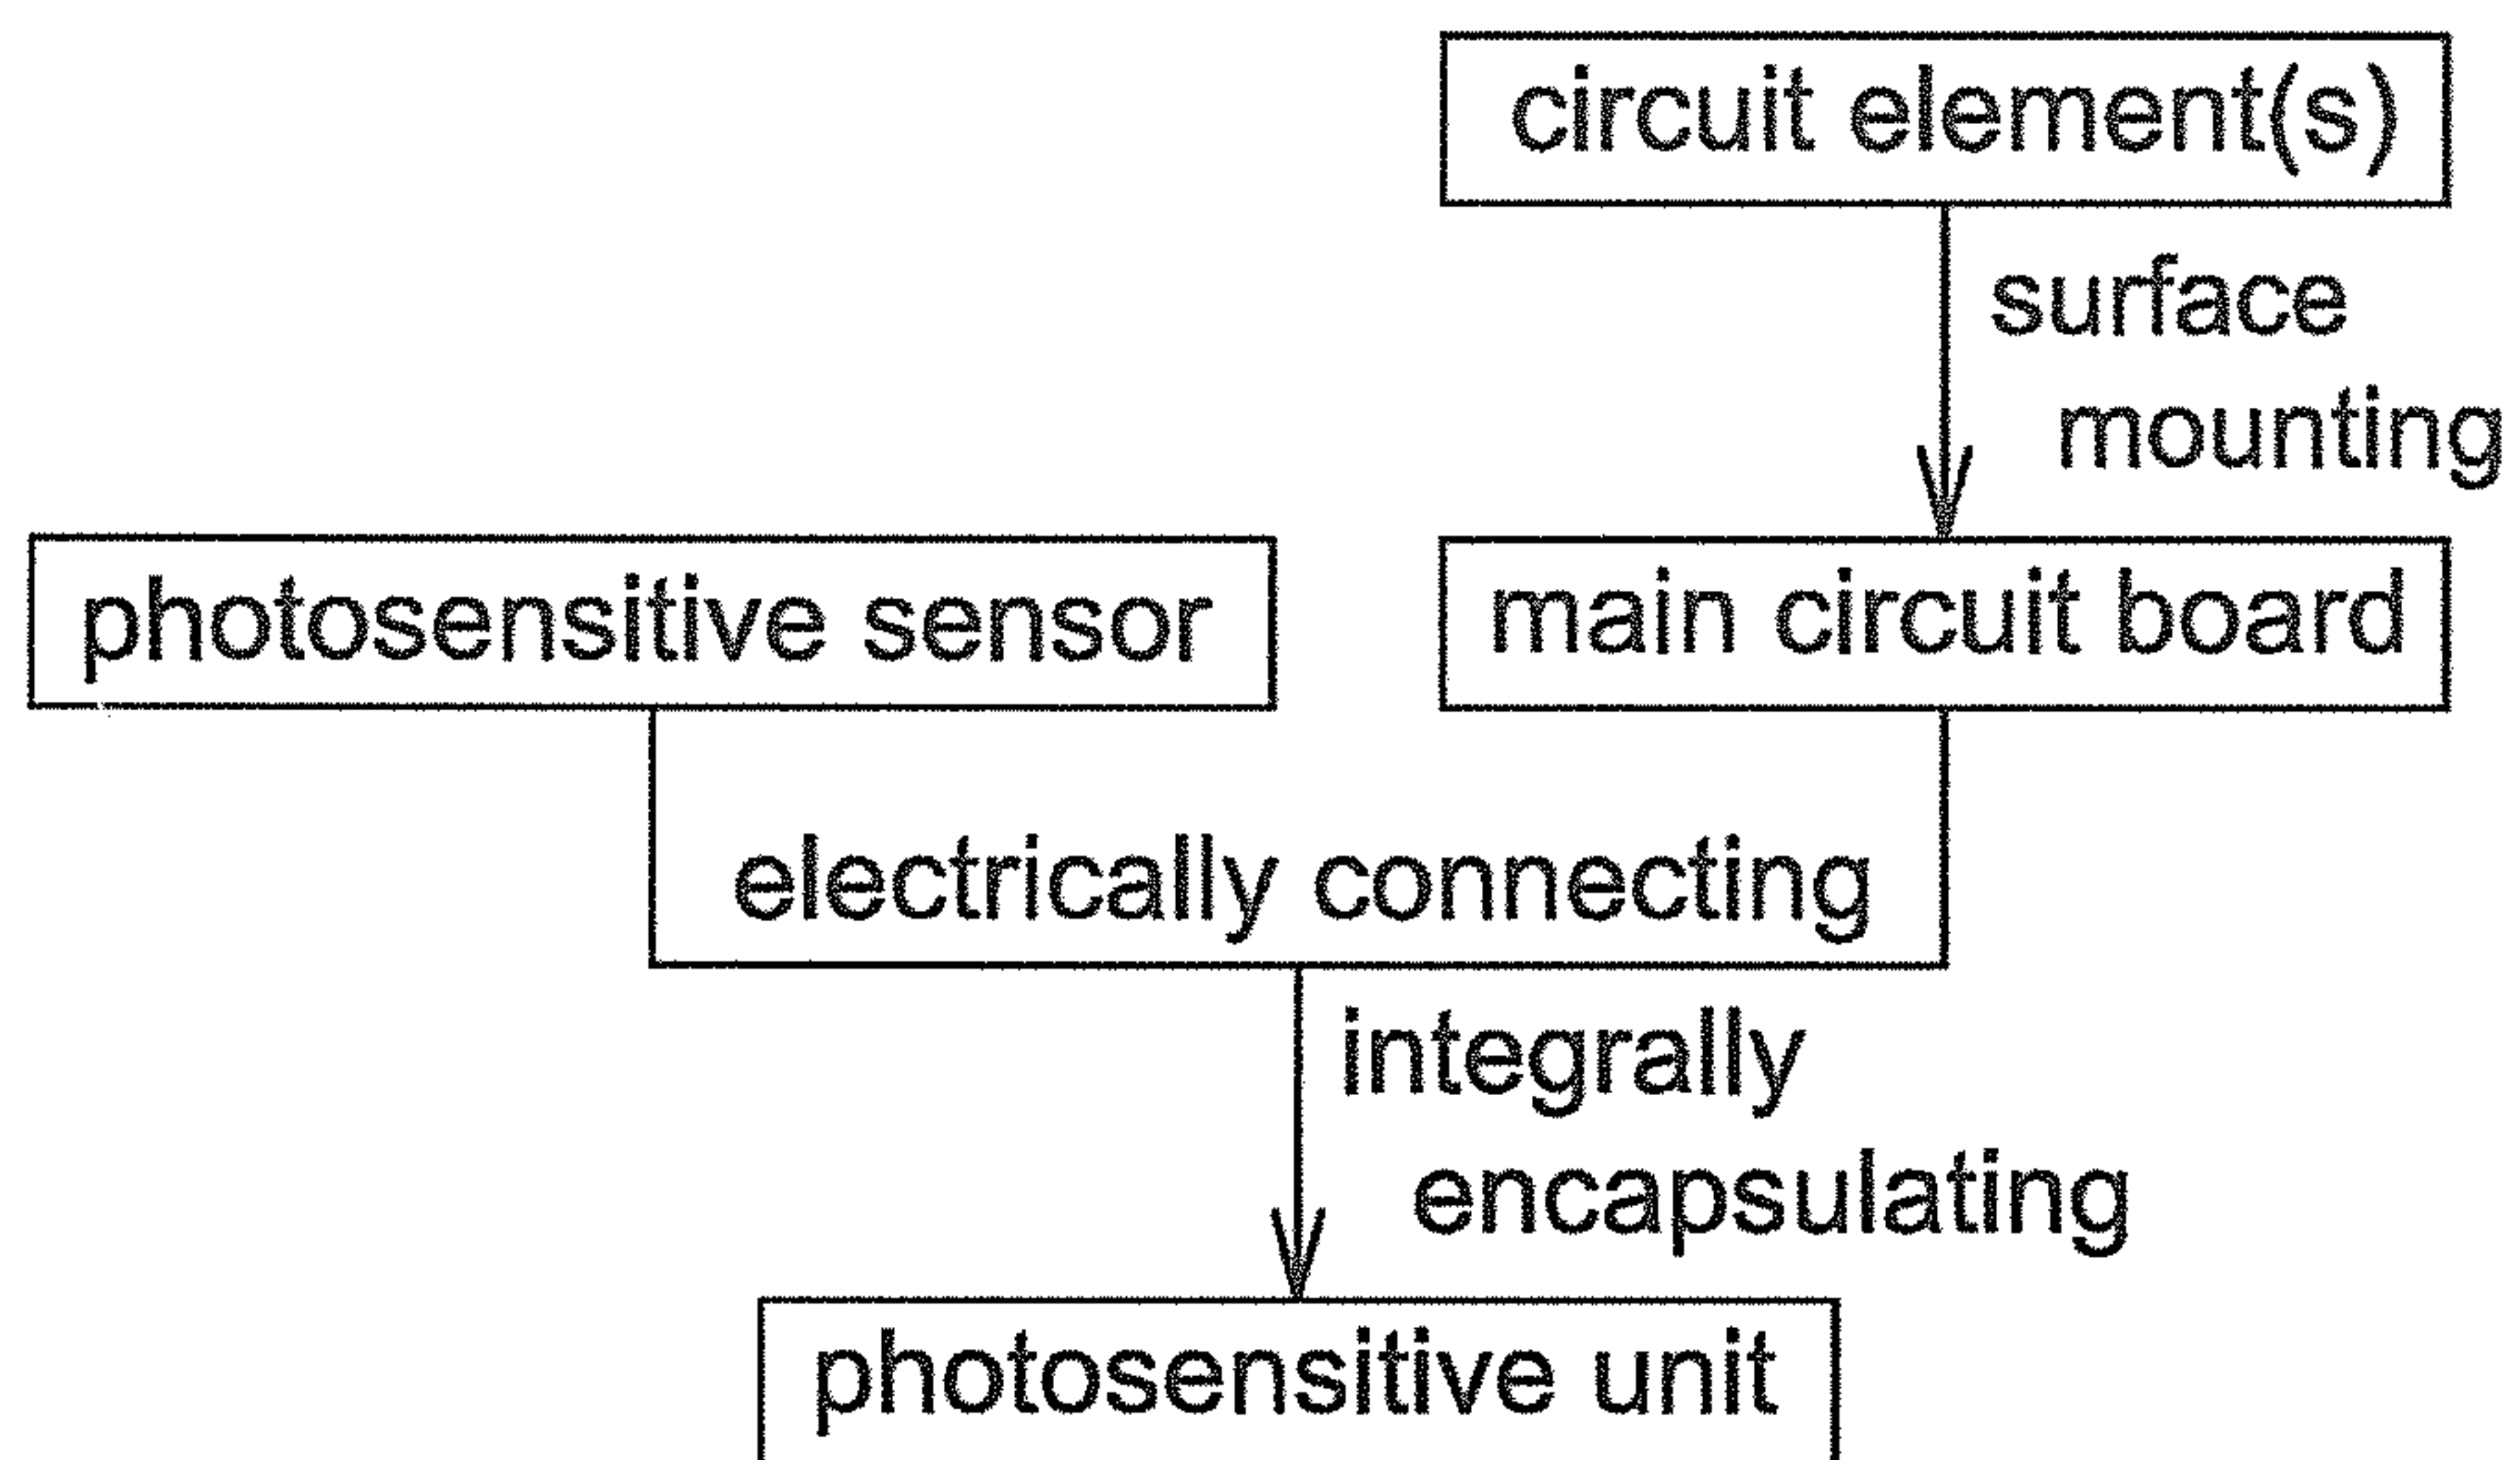 circuit element(s)
surface
mounting
photosensitive sensor
main circuit board
electrically connecting
integrally
encapsulating
photosensitive unit